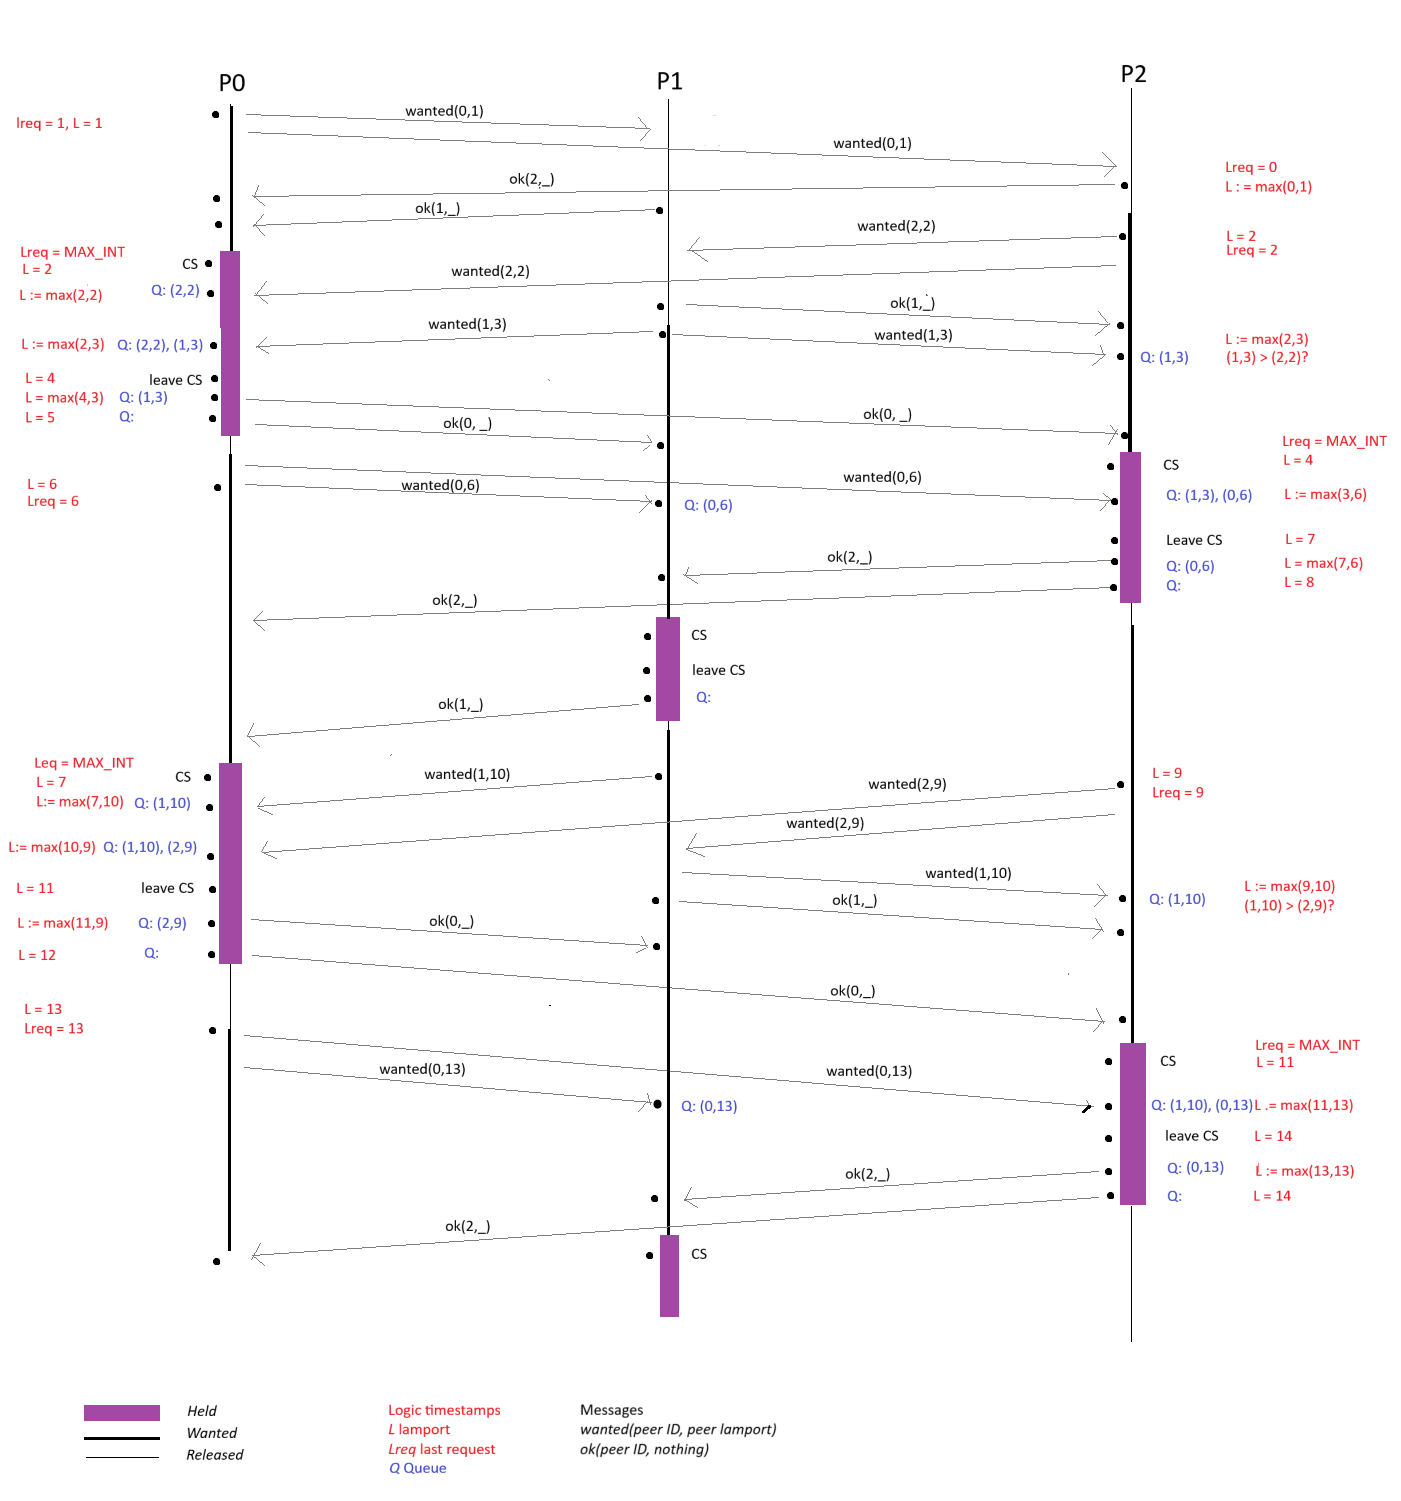 P0
P1
P2
wanted(0,1)
lreq = 1, L = 1
wanted(0,1)
Lreq = 0
L : = max(0,1)
ok(2,_)
ok(1,_)
wanted(2,2)
L = 2
Lreq = 2
Lreq = MAX_INT
L = 2
CS
wanted(2,2)
L := max(2,2)
Q: (2,2)
ok(1,_)
wanted(1,3)
wanted(1,3)
L := max(2,3)
Q: (2,2), (1,3)
L := max(2,3)
(1,3) > (2,2)?
Q: (1,3)
L = 4
leave CS
L = max(4,3)
Q: (1,3)
L = 5
Q:
ok(0, _)
ok(0, _)
Lreq = MAX_INT
L = 4
CS
L = 6
Lreq = 6
wanted(0,6)
wanted(0,6)
Q: (0,6)
Q: (1,3), (0,6)
L := max(3,6)
Leave CS
L = 7
ok(2,_)
Q: (0,6)
L = max(7,6)
Q:
L = 8
ok(2,_)
CS
leave CS
Q:
ok(1,_)
Leq = MAX_INT
L = 7
CS
L:= max(7,10)
Q: (1,10)
wanted(1,10)
wanted(2,9)
L = 9
Lreq = 9
wanted(2,9)
L:= max(10,9)
Q: (1,10), (2,9)
wanted(1,10)
L = 11
leave CS
ok(1,_)
Q: (1,10)
L := max(9,10)
(1,10) > (2,9)?
L := max(11,9)
Q: (2,9)
ok(0,_)
L = 12
Q:
ok(0,_)
L = 13
Lreq = 13
wanted(0,13)
wanted(0,13)
Lreq = MAX_INT
L = 11
CS
Q: (0,13)
Q: (1,10), (0,13)
L := max(11,13)
leave CS
L = 14
ok(2,_)
Q: (0,13)
L := max(13,13)
Q:
L = 14
ok(2,_)
CS
Held
Wanted
Released
Logic timestamps
L lamport
Lreq last request
Q Queue
Messages
wanted(peer ID, peer lamport)
ok(peer ID, nothing)